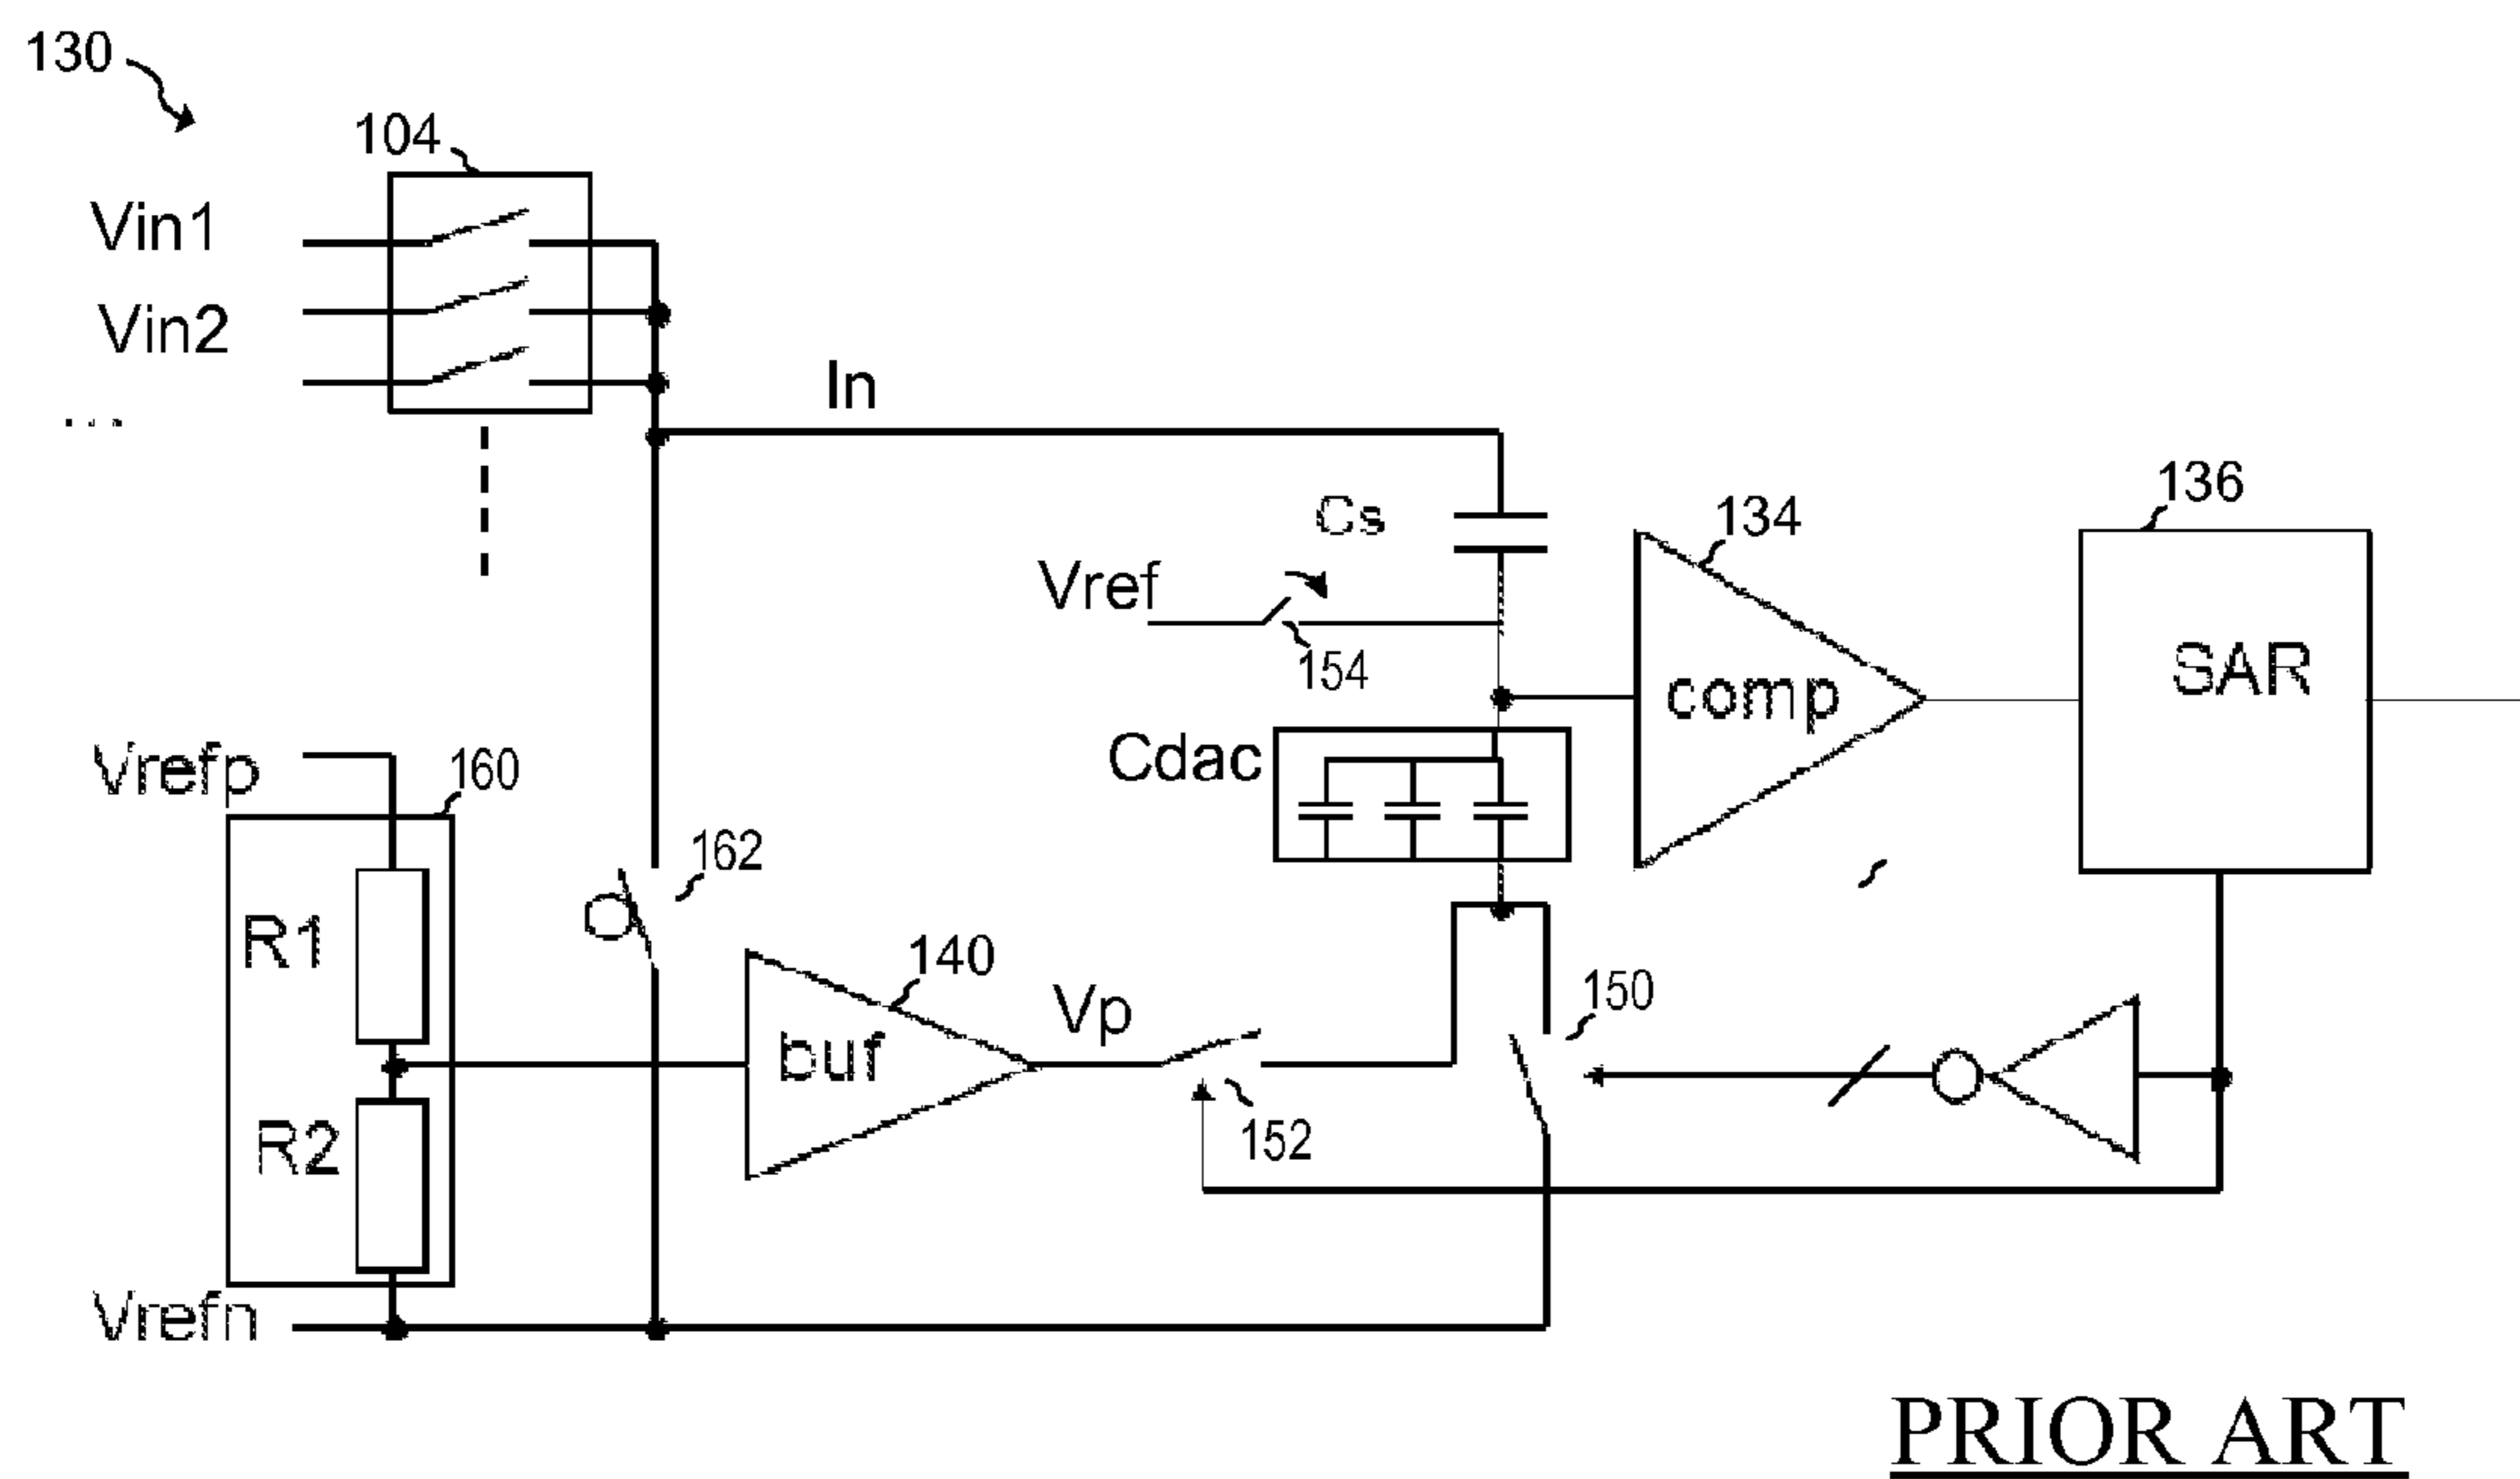 130
104
Vin1
Vin2
...
In
Cs
134
136
Vref
154
comp
SAR
Vrefp
160
Cdac
162
R1
140
Vp
150
buf
R2
152
Vrefn
PRIOR ART